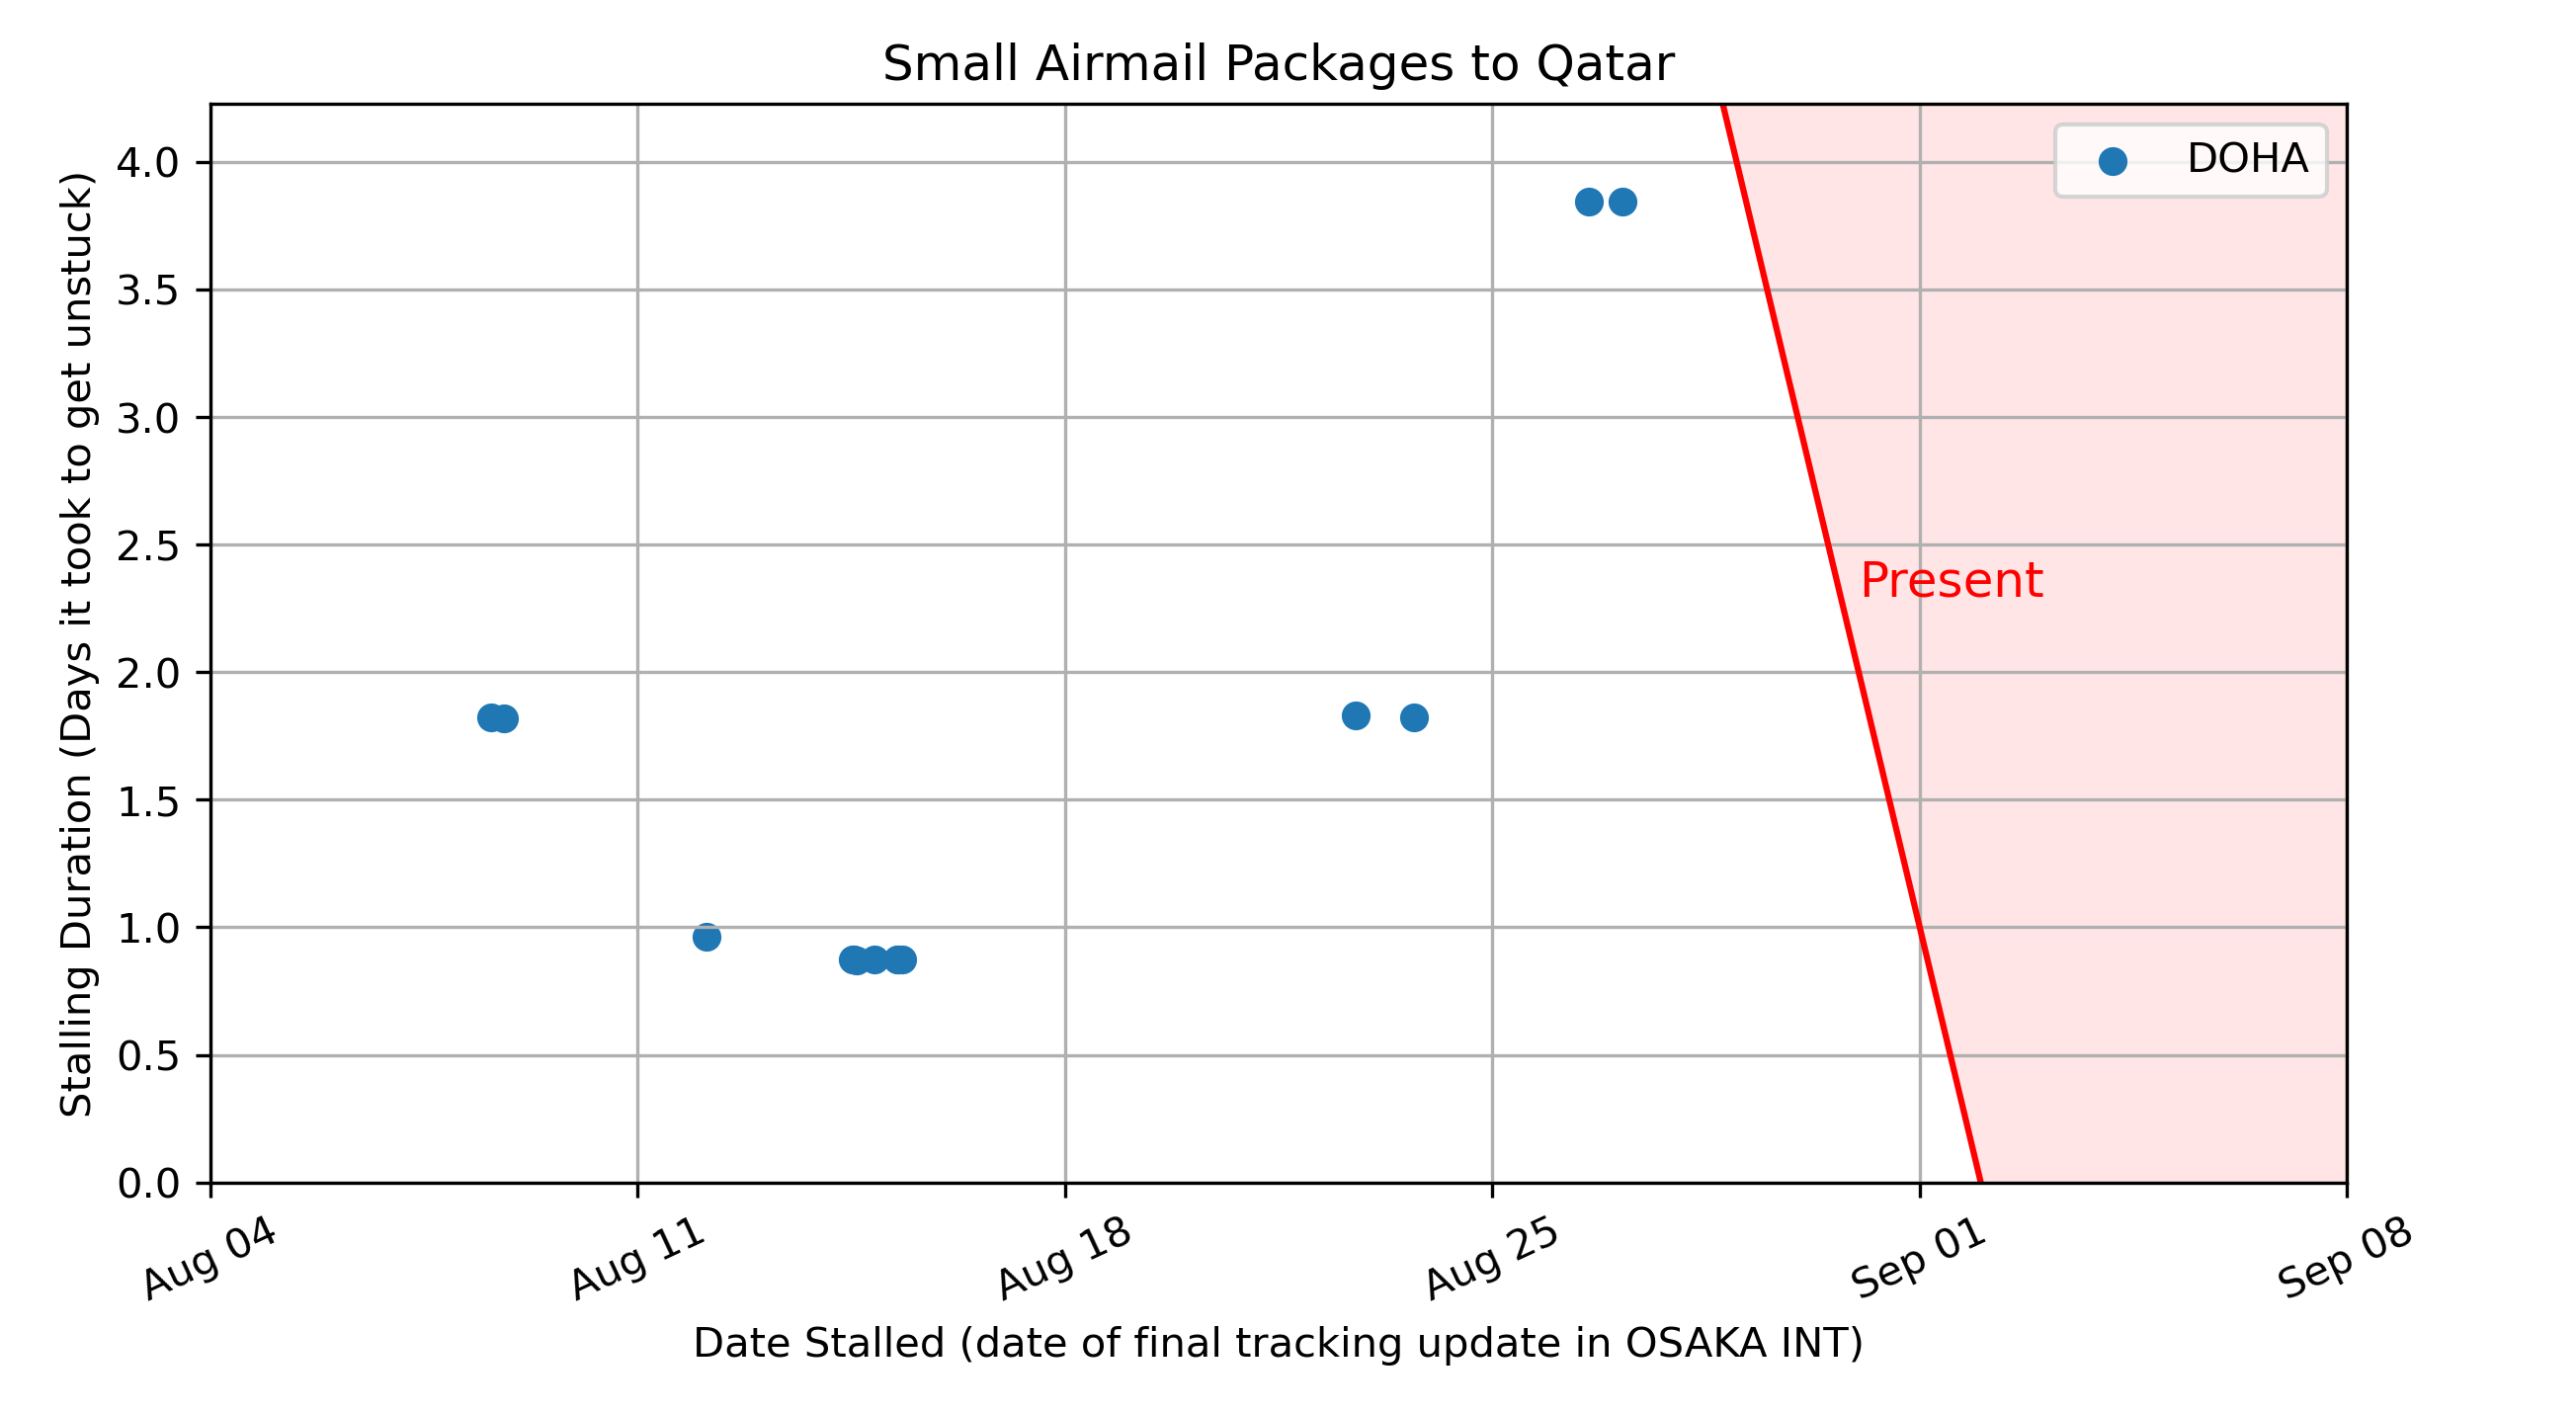 Small Airmail Packages to Qatar
DOHA
Present
Stalling Duration (Days it took to get unstuck)
4.0
3.5
3.0
2.5
2.0
1.5
1.0
0.5
0.0
Aug 04
Aug 11
Aug 18
Aug 25
Sep 01
Sep 08
Date Stalled (date of final tracking update in OSAKA INT)